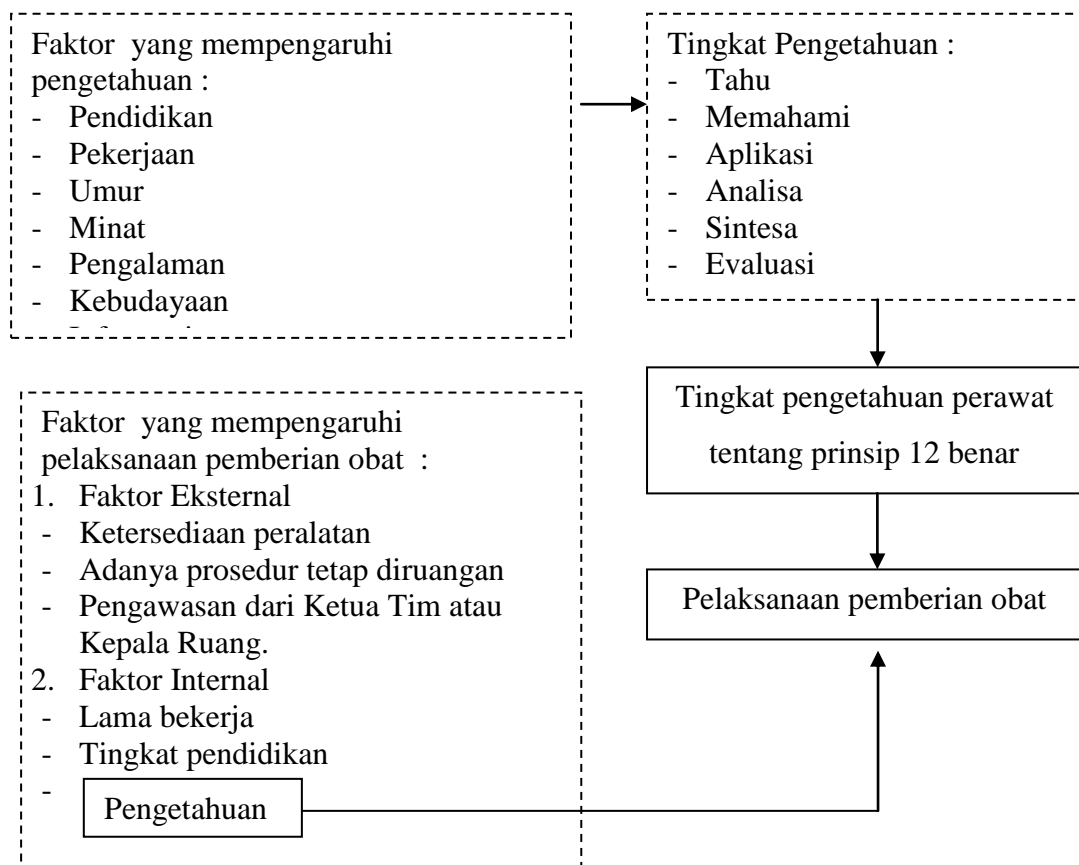 Faktor yang mempengaruhi
pengetahuan :
- Pendidikan
- Pekerjaan
- Umur
- Minat
- Pengalaman
- Kebudayaan
-
Tingkat Pengetahuan :
- Tahu
- Memahami
- Aplikasi
- Analisa
- Sintesa
- Evaluasi
Tingkat pengetahuan perawat
tentang prinsip 12 benar
Pelaksanaan pemberian obat
Faktor yang mempengaruhi
pelaksanaan pemberian obat :
1. Faktor Eksternal
- Ketersediaan peralatan
- Adanya prosedur tetap diruangan
- Pengawasan dari Ketua Tim atau
Kepala Ruang.
2. Faktor Internal
- Lama bekerja
- Tingkat pendidikan
- Pengetahuan